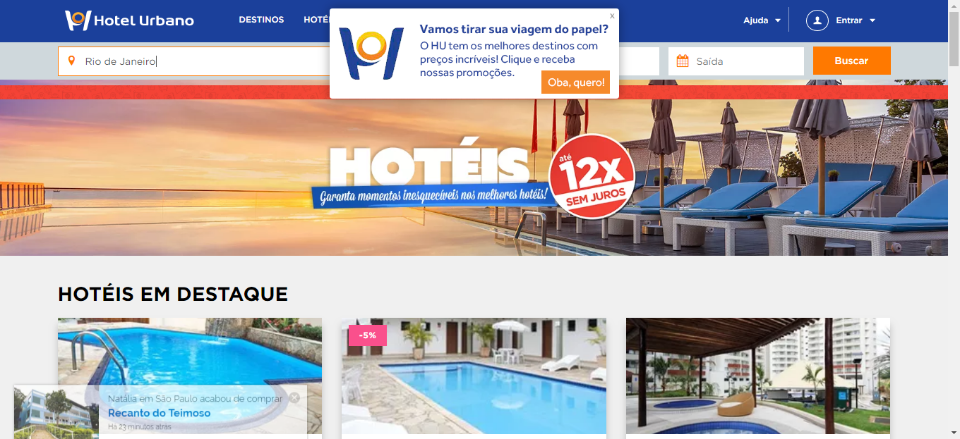 Hotel Urbano
DESTINOS
Ajuda
Entrar
x
Vamos tirar sua viagem do papel?
O HU tem os melhores destinos com
preços incríveis! Clique e receba
nossas promoções.
Oba, quero!
Rio de Janeiro
Saída
Buscar
HOTÉIS
Garanta momentos inesquecíveis nos melhores hotéis!
até
12x
SEM JUROS
HOTÉIS EM DESTAQUE
-5%
Natália em São Paulo acabou de comprar
Recanto do Teimoso
Há 23 minutos atrás